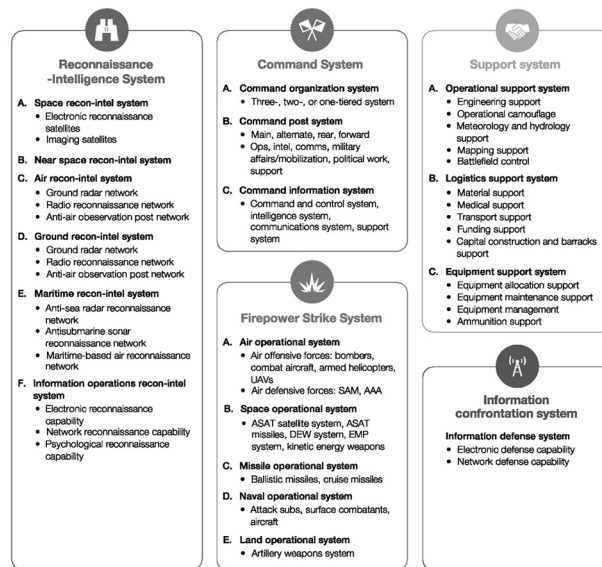 Reconnaissance
-Intelligence System
A. Space recon-intel system
• Electronic reconnaissance
satellites
• Imaging satellites
B. Near space recon-intel system
C. Air recon-intel system
• Ground radar network
• Radio reconnaissance network
• Anti-air obeservation post network
D. Ground recon-intel system
• Ground radar network
• Radio reconnaissance network
• Anti-air observation post network
E. Maritime recon-intel system
• Anti-sea radar reconnaissance
network
• Antisubmarine sonar
reconnaissance network
• Maritime-based air reconnaissance
network
F. Information operations recon-intel
system
• Electronic reconnaissance
capability
• Network reconnaissance capability
• Psychological reconnaissance
capability
Command System
A. Command organization system
• Three-, two-, or one-tiered system
B. Command post system
• Main, alternate, rear, forward
• Ops, intel, comms, military
affairs/mobilization, political work,
support
C. Command information system
• Command and control system,
intelligence system,
communications system, support
system
Firepower Strike System
A. Air operational system
• Air offensive forces: bombers,
combat aircraft, armed helicopters,
UAVs
• Air defensive forces: SAM, AAA
B. Space operational system
• ASAT satellite system, ASAT
missiles, DEW system, EMP
system, kinetic energy weapons
C. Missile operational system
• Ballistic missiles, cruise missiles
D. Naval operational system
• Attack subs, surface combatants,
aircraft
E. Land operational system
• Artillery weapons system
Support system
A. Operational support system
• Engineering support
• Operational camouflage
• Meteorology and hydrology
support
• Mapping support
• Battlefield control
B. Logistics support system
• Material support
• Medical support
• Transport support
• Funding support
• Capital construction and barracks
support
C. Equipment support system
• Equipment allocation support
• Equipment maintenance support
• Equipment management
• Ammunition support
Information
confrontation system
Information defense system
• Electronic defense capability
• Network defense capability